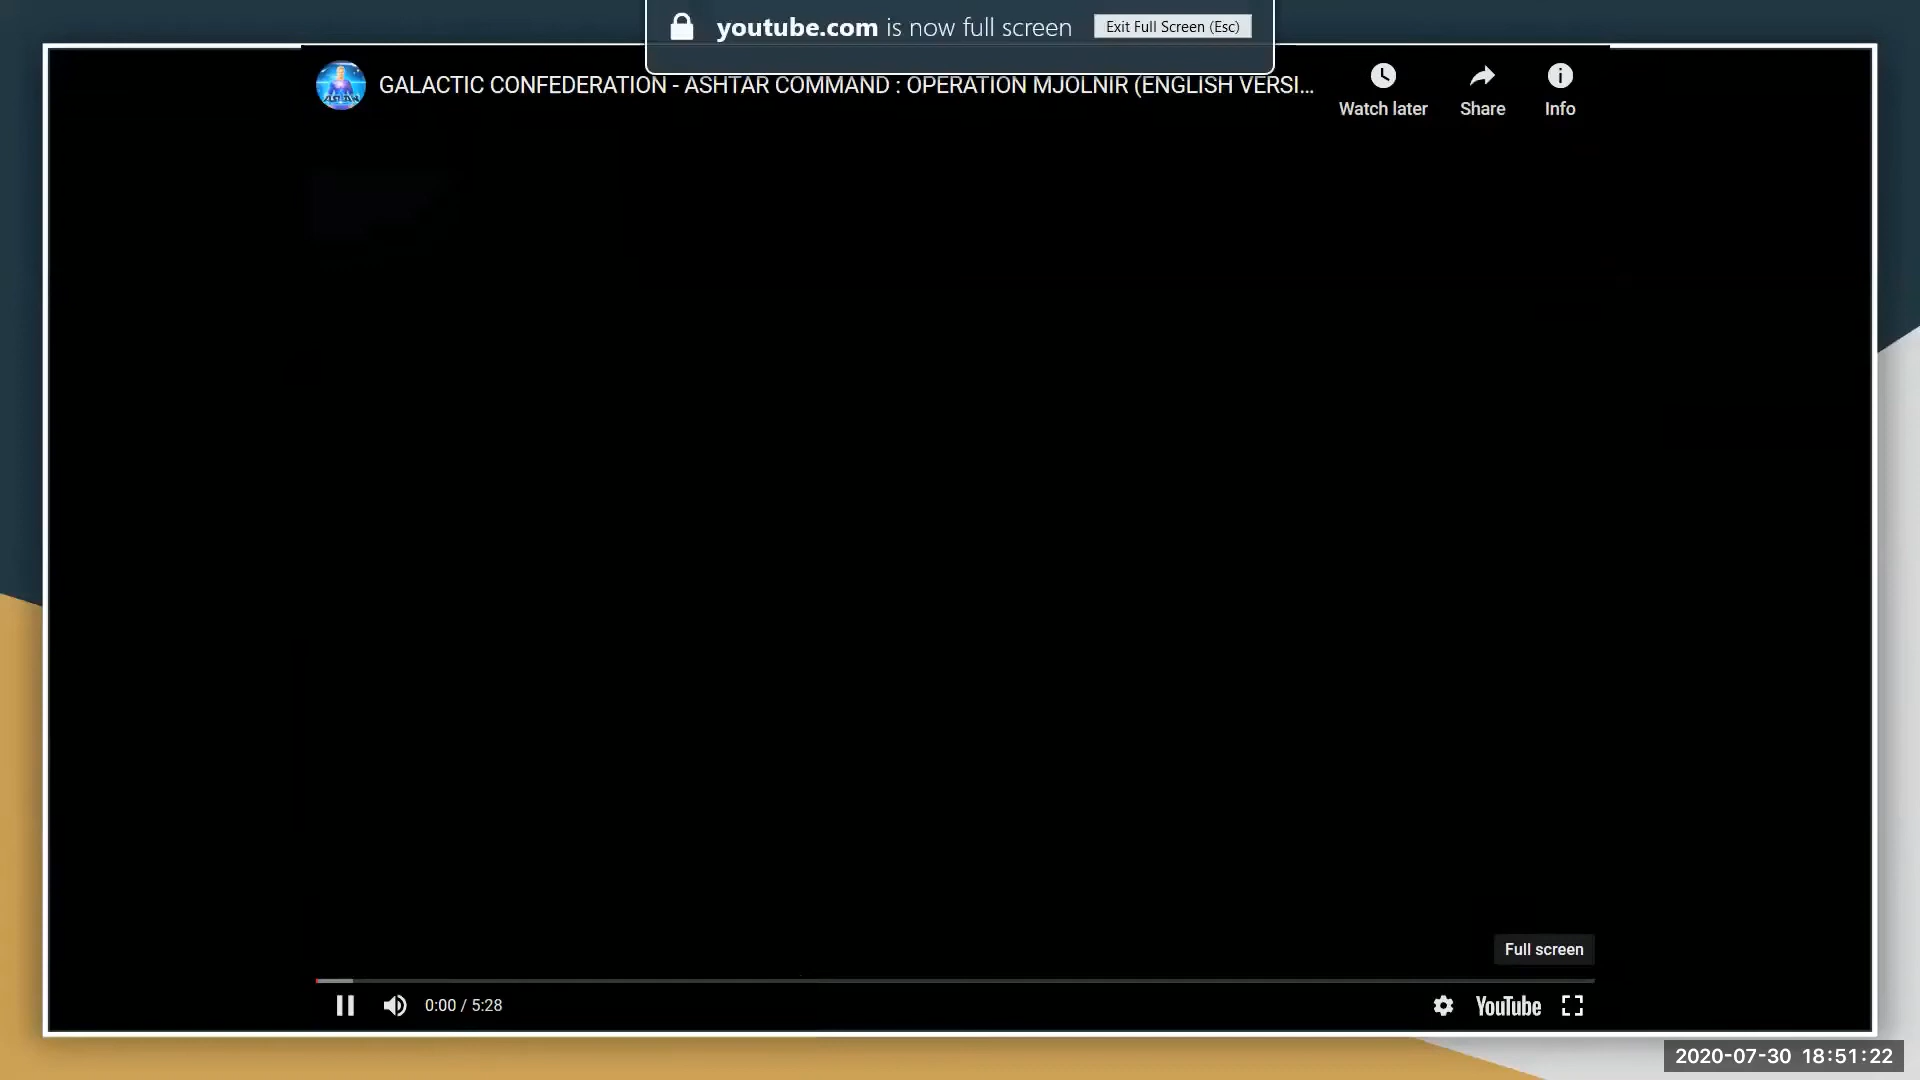 youtube.com is now full screen Exit Full Screen (Esc)
GALACTIC CONFEDERATION - ASHTAR COMMAND : OPERATION MJOLNIR (ENGLISH VERSI...
Watch later Share Info
Full screen
0:00 / 5:28
YouTube
2020-07-30 18:51:22